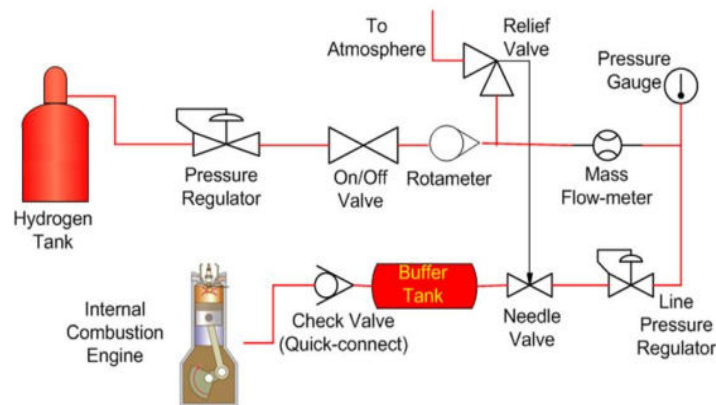 To
Atmosphere
Relief
Valve
Pressure
Gauge
Pressure
Regulator
On/Off
Valve
Rotameter
Mass
Flow-meter
Hydrogen
Tank
Internal
Combustion
Engine
Check Valve
(Quick-connect)
Buffer
Tank
Needle
Valve
Line
Pressure
Regulator